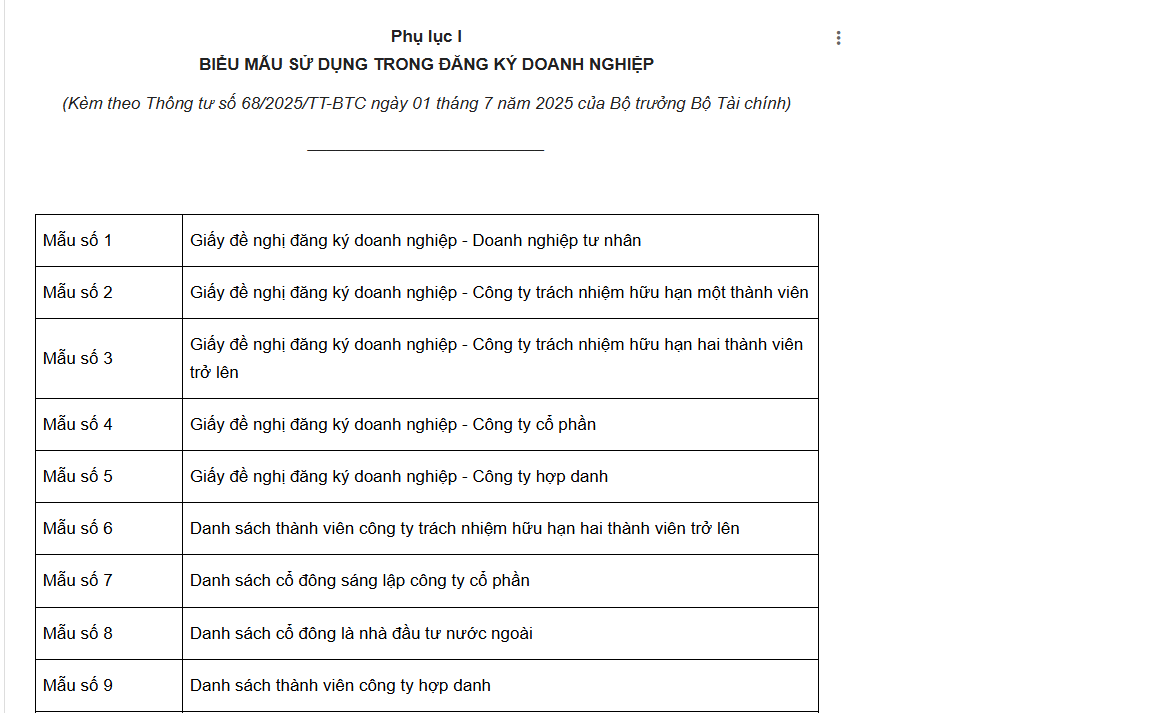 Phụ lục I
BIỂU MẪU SỬ DỤNG TRONG ĐĂNG KÝ DOANH NGHIỆP
(Kèm theo Thông tư số 68/2025/TT-BTC ngày 01 tháng 7 năm 2025 của Bộ trưởng Bộ Tài chính)
Mẫu số 1 Giấy đề nghị đăng ký doanh nghiệp - Doanh nghiệp tư nhân
Mẫu số 2 Giấy đề nghị đăng ký doanh nghiệp - Công ty trách nhiệm hữu hạn một thành viên
Mẫu số 3 Giấy đề nghị đăng ký doanh nghiệp - Công ty trách nhiệm hữu hạn hai thành viên
trở lên
Mẫu số 4 Giấy đề nghị đăng ký doanh nghiệp - Công ty cổ phần
Mẫu số 5 Giấy đề nghị đăng ký doanh nghiệp - Công ty hợp danh
Mẫu số 6 Danh sách thành viên công ty trách nhiệm hữu hạn hai thành viên trở lên
Mẫu số 7 Danh sách cổ đông sáng lập công ty cổ phần
Mẫu số 8 Danh sách cổ đông là nhà đầu tư nước ngoài
Mẫu số 9 Danh sách thành viên công ty hợp danh